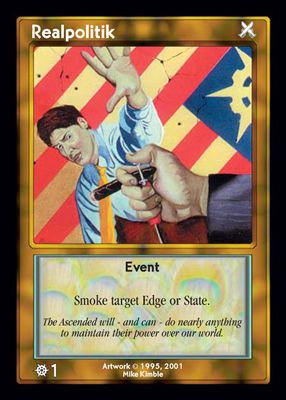 Realpolitik
Event
Smoke target Edge or State.
The Ascended will - and can - do nearly anything
to maintain their power over our world.
1
Artwork © 1995, 2001
Mike Kimble